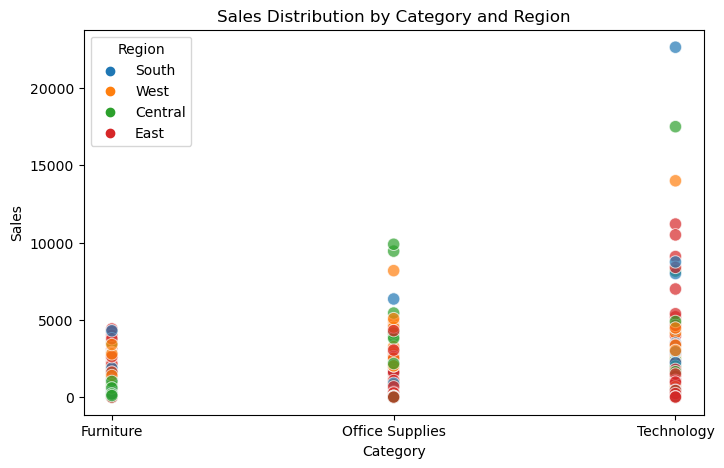 Sales Distribution by Category and Region
Region
South
West
Central
East
20000
15000
10000
5000
0
Sales
Furniture
Office Supplies
Technology
Category